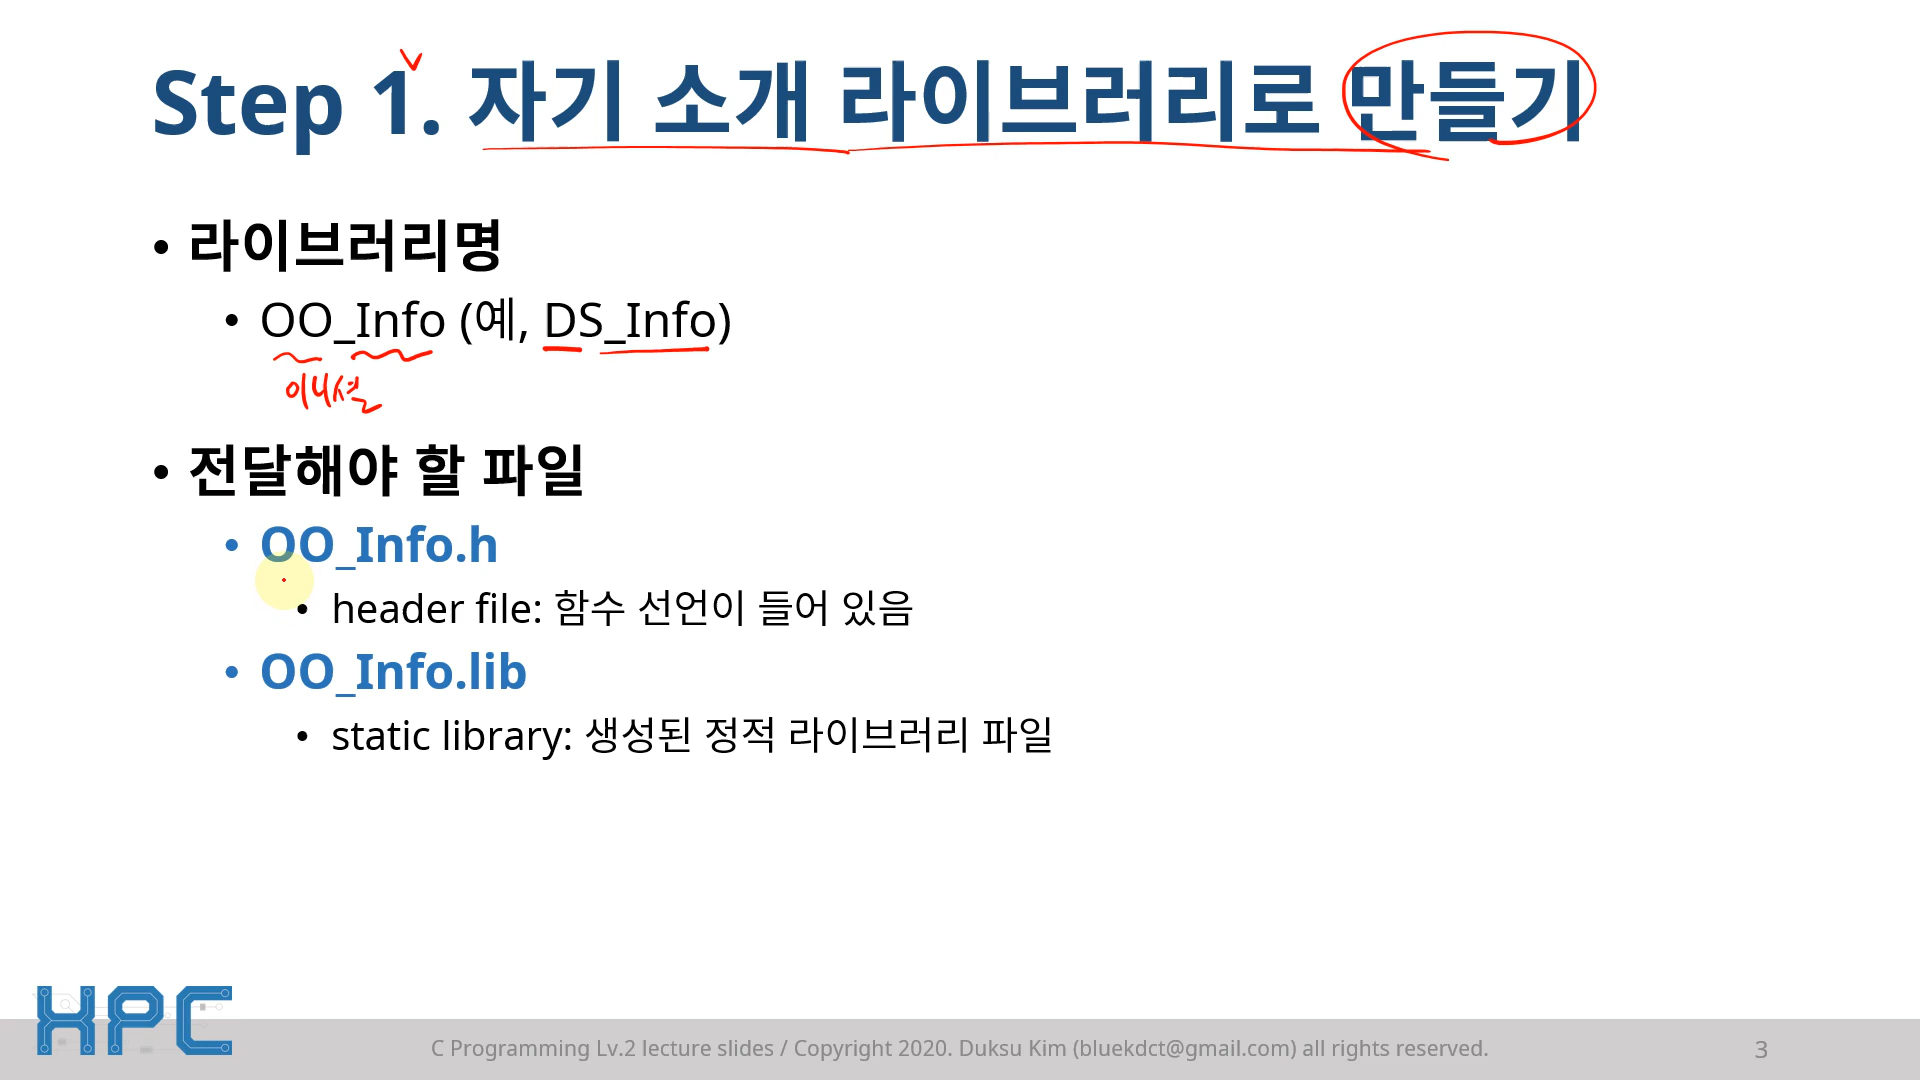 Step 1. 자기 소개 라이브러리로 만들기
• 라이브러리명
• OO_Info (예, DS_Info)
이니셜
• 전달해야 할 파일
• OO_Info.h
• header file: 함수 선언이 들어 있음
• OO_Info.lib
• static library: 생성된 정적 라이브러리 파일
HPC
C Programming Lv.2 lecture slides / Copyright 2020. Duksu Kim (bluekdct@gmail.com) all rights reserved.
3